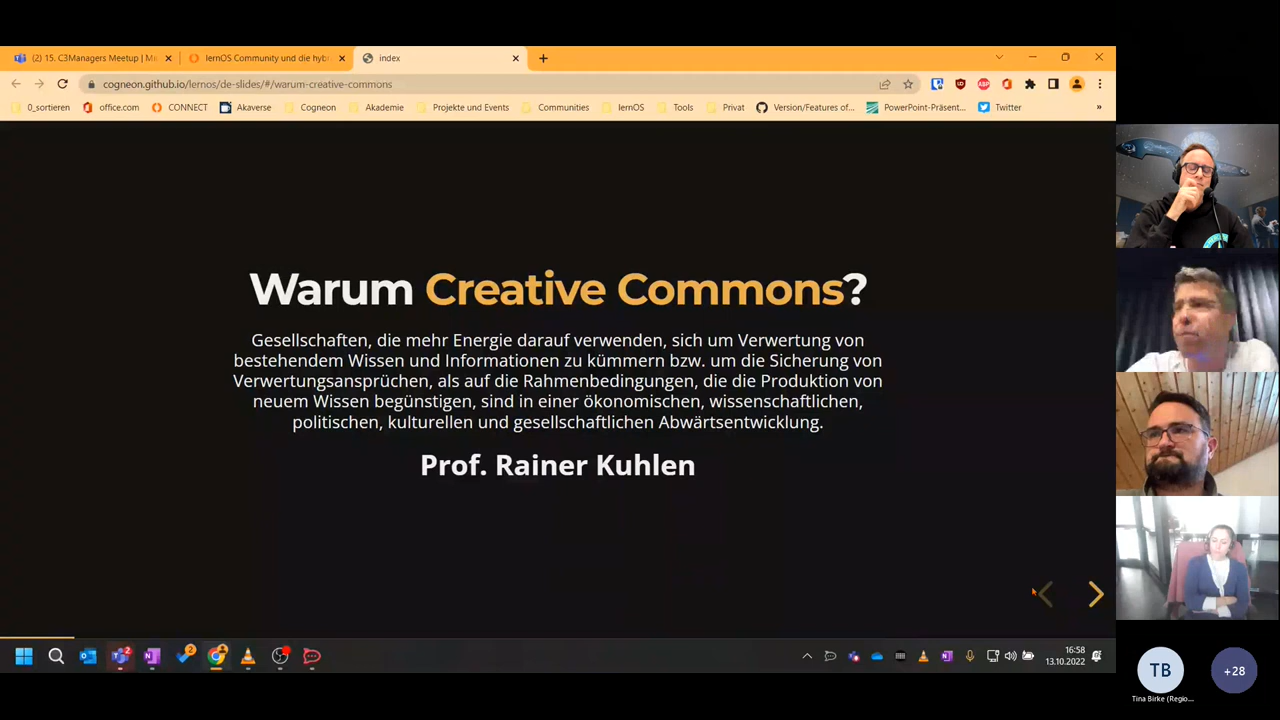 (2) 15. C3Managers Meetup | Mi
lernOS Community und die hyb
index
cogneon.github.io/lernos/de-slides/#/warum-creative-commons
0_sortieren
office.com
CONNECT
Akaverse
Cogneon
Akademie
Projekte und Events
Communities
lernOS
Tools
Privat
Version/Features of...
PowerPoint-Präsent...
Twitter
»
Warum Creative Commons?
Gesellschaften, die mehr Energie darauf verwenden, sich um Verwertung von
bestehendem Wissen und Informationen zu kümmern bzw. um die Sicherung von
Verwertungsansprüchen, als auf die Rahmenbedingungen, die die Produktion von
neuem Wissen begünstigen, sind in einer ökonomischen, wissenschaftlichen,
politischen, kulturellen und gesellschaftlichen Abwärtsentwicklung.
Prof. Rainer Kuhlen
2
2
16:58
13.10.2022
TB
Tina Birke (Regio...
+28